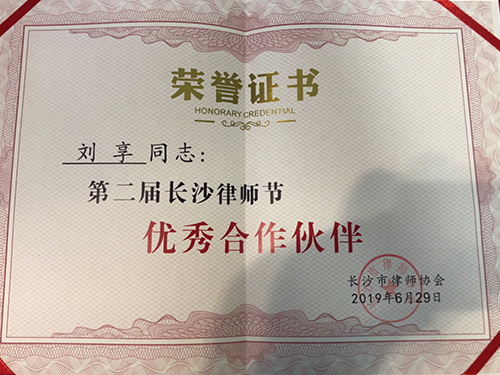 荣誉证书
HONORARY CREDENTIAL
刘享同志：
第二届长沙律师节
优秀合作伙伴
长沙市律师协会
2019年6月29日